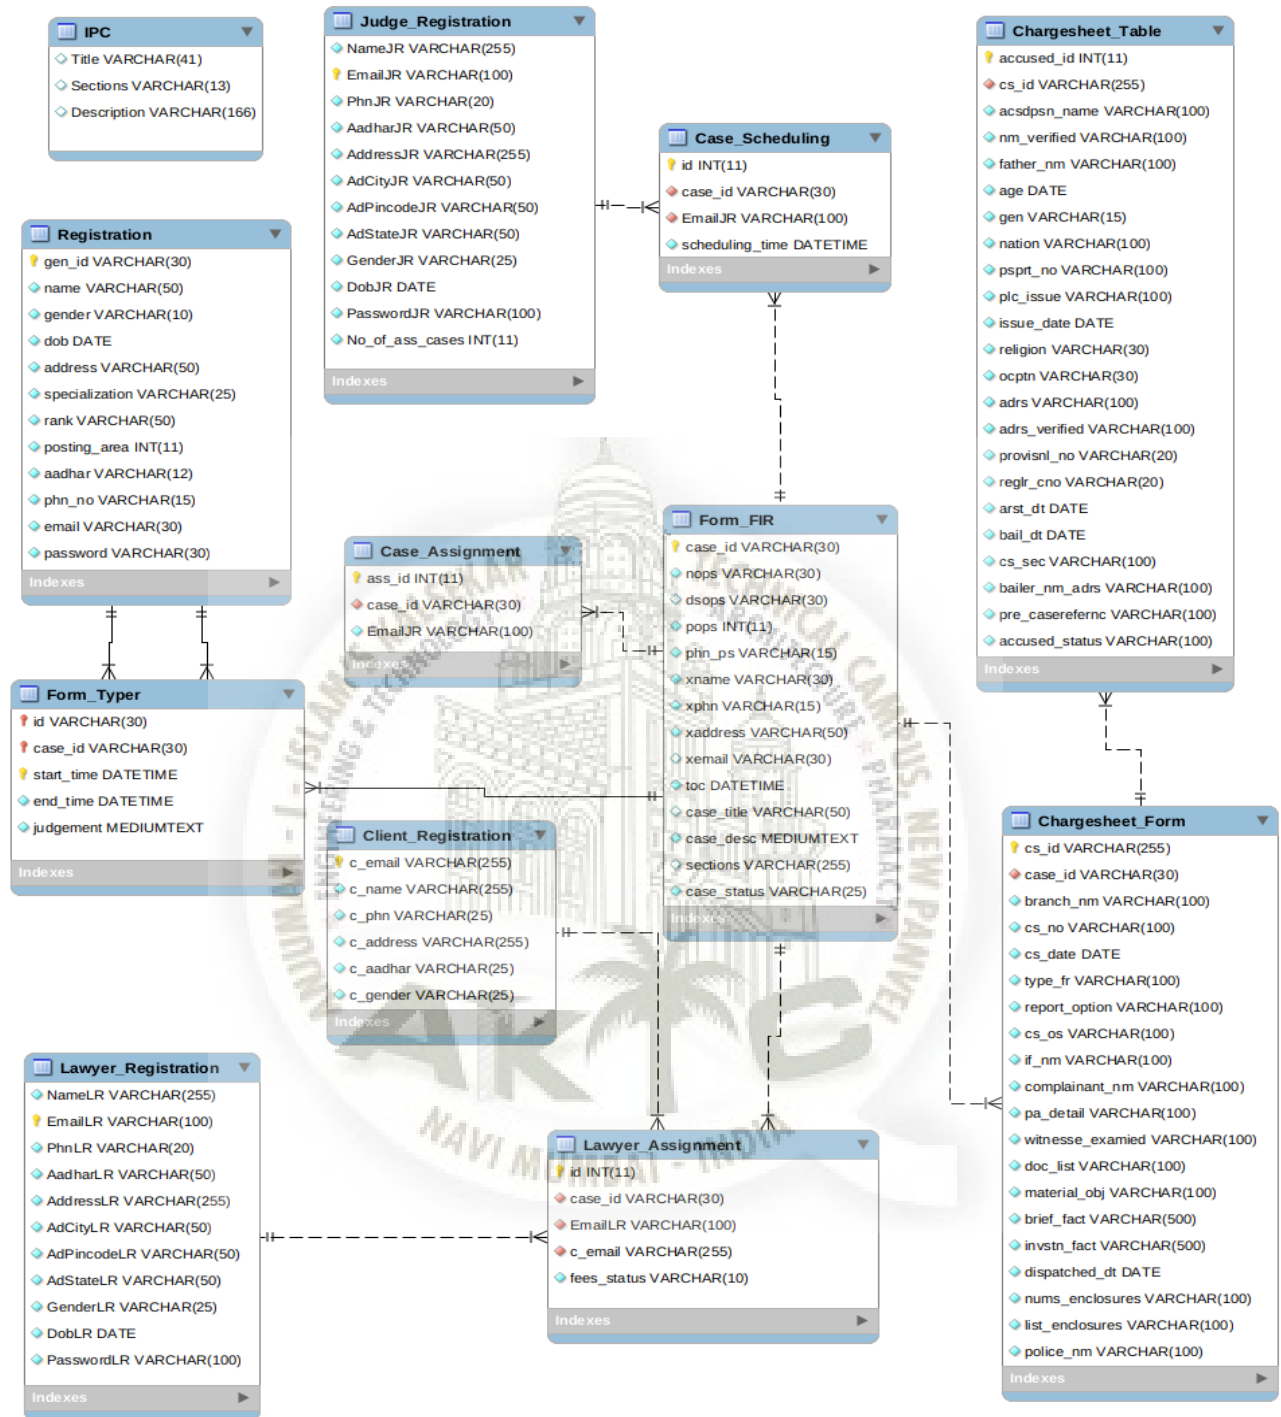 IPC
Title VARCHAR(41)
Sections VARCHAR(13)
Description VARCHAR(166)
Judge_Registration
NameJR VARCHAR(255)
EmailJR VARCHAR(100)
PhnJR VARCHAR(20)
AadharJR VARCHAR(50)
AddressJR VARCHAR(255)
AdCityJR VARCHAR(50)
AdPincodeJR VARCHAR(50)
AdStateJR VARCHAR(50)
GenderJR VARCHAR(25)
DobJR DATE
PasswordJR VARCHAR(100)
No_of_ass_cases INT(11)
Indexes
Case_Scheduling
id INT(11)
case_id VARCHAR(30)
EmailJR VARCHAR(100)
scheduling_time DATETIME
Indexes
Chargesheet_Table
accused_id INT(11)
cs_id VARCHAR(255)
acsdpsn_name VARCHAR(100)
nm_verified VARCHAR(100)
father_nm VARCHAR(100)
age DATE
gen VARCHAR(15)
nation VARCHAR(100)
psprt_no VARCHAR(100)
plc_issue VARCHAR(100)
issue_date DATE
religion VARCHAR(30)
ocptn VARCHAR(30)
adrs VARCHAR(100)
adrs_verified VARCHAR(100)
provisnl_no VARCHAR(20)
reglr_cno VARCHAR(20)
arst_dt DATE
bail_dt DATE
cs_sec VARCHAR(100)
bailer_nm_adrs VARCHAR(100)
pre_caserefernc VARCHAR(100)
accused_status VARCHAR(100)
Indexes
Registration
gen_id VARCHAR(30)
name VARCHAR(50)
gender VARCHAR(10)
dob DATE
address VARCHAR(50)
specialization VARCHAR(25)
rank VARCHAR(50)
posting_area INT(11)
aadhar VARCHAR(12)
phn_no VARCHAR(15)
email VARCHAR(30)
password VARCHAR(30)
Indexes
Case_Assignment
ass_id INT(11)
case_id VARCHAR(30)
EmailJR VARCHAR(100)
Indexes
Form_FIR
case_id VARCHAR(30)
nops VARCHAR(30)
dsops VARCHAR(30)
pops INT(11)
phn_ps VARCHAR(15)
xname VARCHAR(30)
xphn VARCHAR(15)
xaddress VARCHAR(50)
xemail VARCHAR(30)
toc DATETIME
case_title VARCHAR(50)
case_desc MEDIUMTEXT
sections VARCHAR(255)
case_status VARCHAR(25)
Indexes
Form_Typer
id VARCHAR(30)
case_id VARCHAR(30)
start_time DATETIME
end_time DATETIME
judgement MEDIUMTEXT
Indexes
Client_Registration
c_email VARCHAR(255)
c_name VARCHAR(255)
c_phn VARCHAR(25)
c_address VARCHAR(255)
c_aadhar VARCHAR(25)
c_gender VARCHAR(25)
Indexes
Chargesheet_Form
cs_id VARCHAR(255)
case_id VARCHAR(30)
branch_nm VARCHAR(100)
cs_no VARCHAR(100)
cs_date DATE
type_fr VARCHAR(100)
report_option VARCHAR(100)
cs_os VARCHAR(100)
if_nm VARCHAR(100)
complainant_nm VARCHAR(100)
pa_detail VARCHAR(100)
witnesse_examied VARCHAR(100)
doc_list VARCHAR(100)
material_obj VARCHAR(100)
brief_fact VARCHAR(500)
invstn_fact VARCHAR(500)
dispatched_dt DATE
nums_enclosures VARCHAR(100)
list_enclosures VARCHAR(100)
police_nm VARCHAR(100)
Indexes
Lawyer_Registration
NameLR VARCHAR(255)
EmailLR VARCHAR(100)
PhnLR VARCHAR(20)
AadharLR VARCHAR(50)
AddressLR VARCHAR(255)
AdCityLR VARCHAR(50)
AdPincodeLR VARCHAR(50)
AdStateLR VARCHAR(50)
GenderLR VARCHAR(25)
DobLR DATE
PasswordLR VARCHAR(100)
Indexes
Lawyer_Assignment
id INT(11)
case_id VARCHAR(30)
EmailLR VARCHAR(100)
c_email VARCHAR(255)
fees_status VARCHAR(10)
Indexes
AKTC
NAVI MUMBAI - INDIA